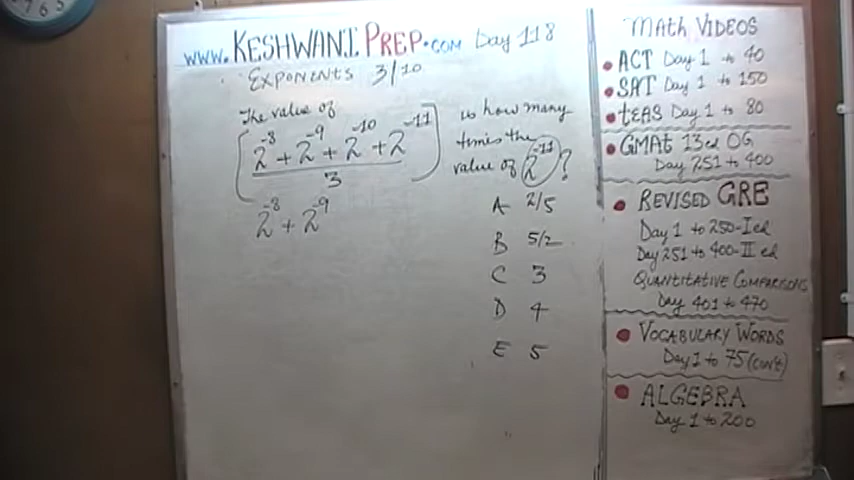 www.KESHWANI PREP.COM Day 118
EXPONENTS 3/10
The value of
[2^-8 + 2^-9 + 2^-10 + 2^-11]
3
2^-8 + 2^-9
is how many
times the
value of 2^-11?
A 2/5
B 5/2
C 3
D 4
E 5
MATH VIDEOS
ACT Day 1 to 40
SAT Day 1 to 150
tEAS Day 1 to 80
GMAt 13ed OG
Day 251 to 400
REVISED GRE
Day 1 to 250-I ed
Day 251 to 400-II ed
QUANTITATIVE COMPARISONS
Day 401 to 470
VOCABULARY WORDS
Day 1 to 75 (con't)
ALGEBRA
Day 1 to 200
7 6 5